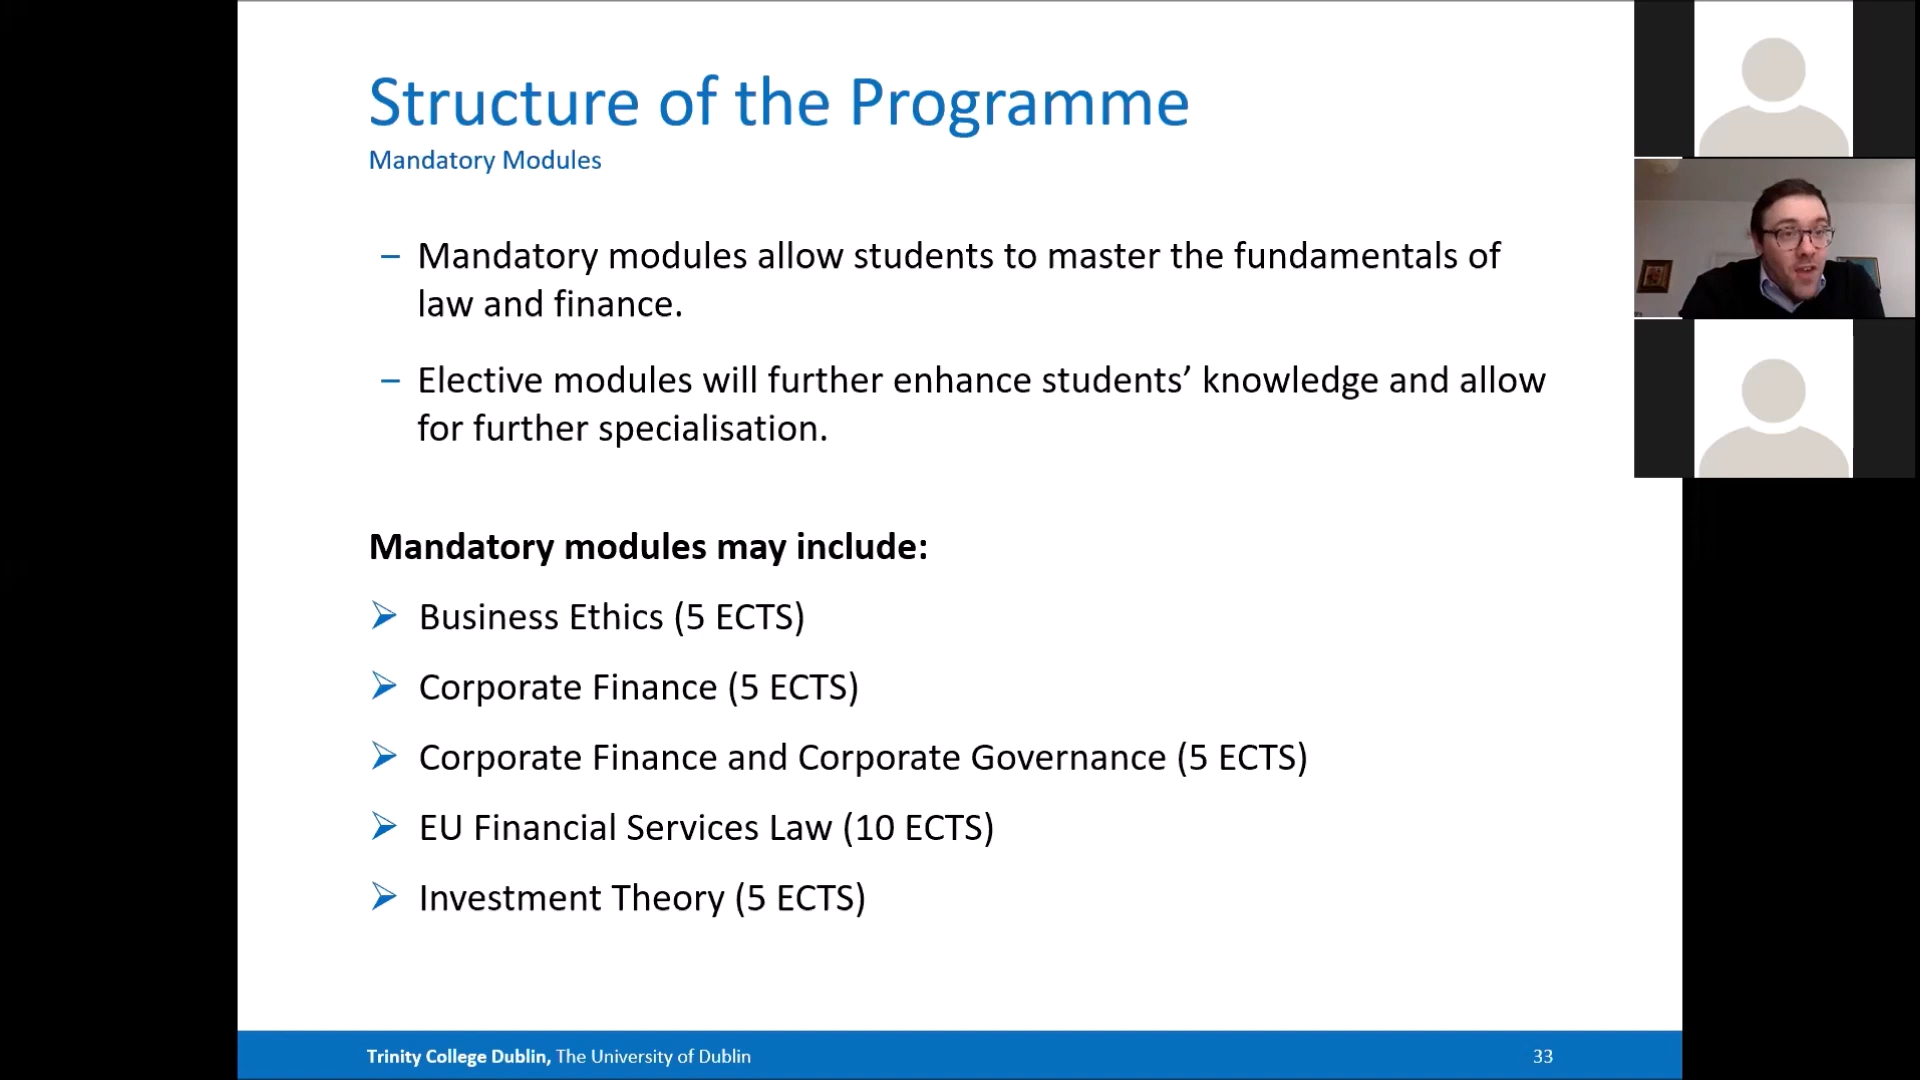 Structure of the Programme
Mandatory Modules
– Mandatory modules allow students to master the fundamentals of
law and finance.
– Elective modules will further enhance students’ knowledge and allow
for further specialisation.
Mandatory modules may include:
➢ Business Ethics (5 ECTS)
➢ Corporate Finance (5 ECTS)
➢ Corporate Finance and Corporate Governance (5 ECTS)
➢ EU Financial Services Law (10 ECTS)
➢ Investment Theory (5 ECTS)
Trinity College Dublin, The University of Dublin
33